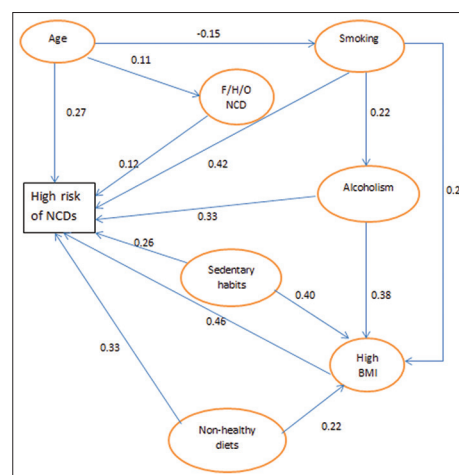 Age
-0.15
Smoking
0.11
F/H/O
NCD
0.27
0.22
0.12
0.42
High risk
of NCDs
Alcoholism
0.33
0.26
Sedentary
habits
0.40
0.38
0.46
0.33
High
BMI
Non-healthy
diets
0.22